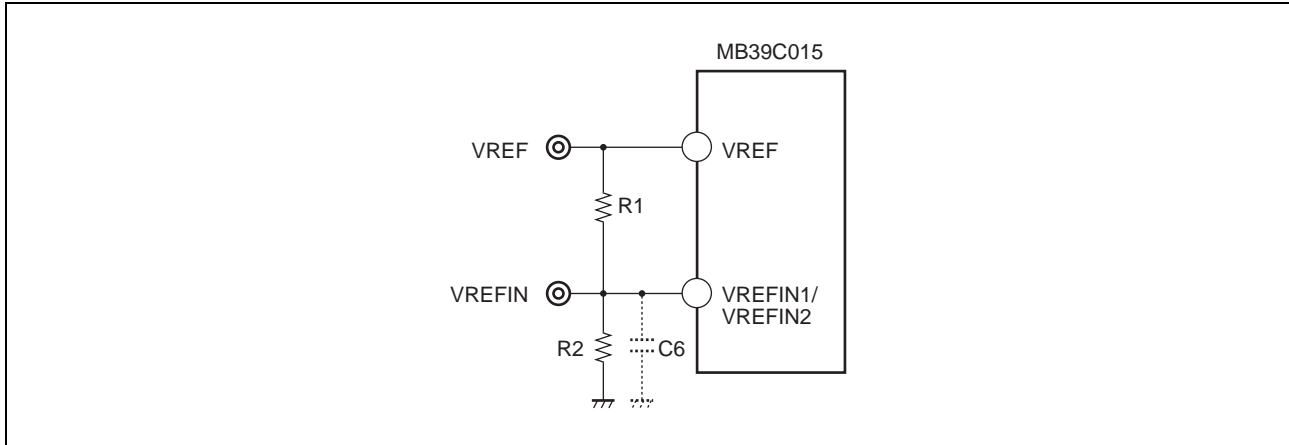 MB39C015
VREF
VREF
R1
VREFIN
VREFIN1/
VREFIN2
R2
C6